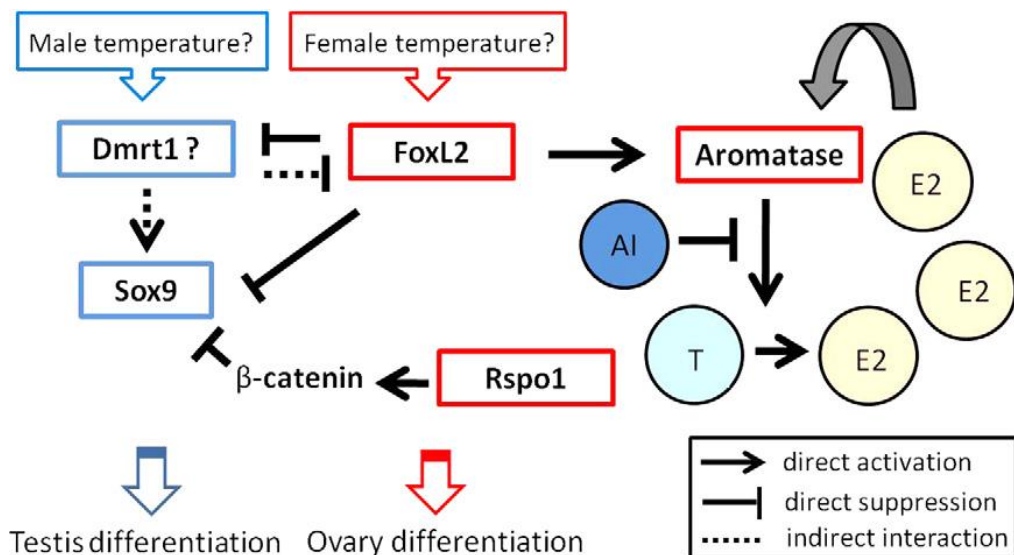 Male temperature?
Female temperature?
Dmrt1 ?
FoxL2
Aromatase
E2
AI
E2
Sox9
T
E2
β-catenin
Rspo1
direct activation
direct suppression
indirect interaction
Testis differentiation
Ovary differentiation